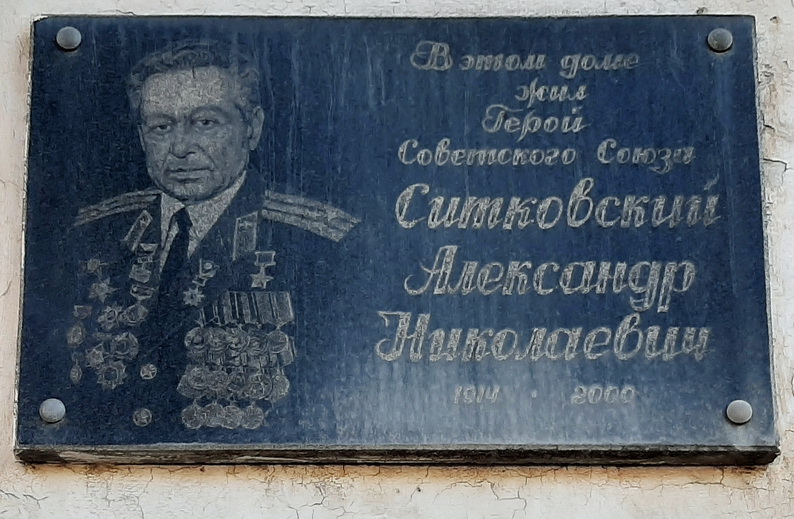 В этом доме
жил
Герой
Советского Союза
Ситковский
Александр
Николаевич
1914 · 2000